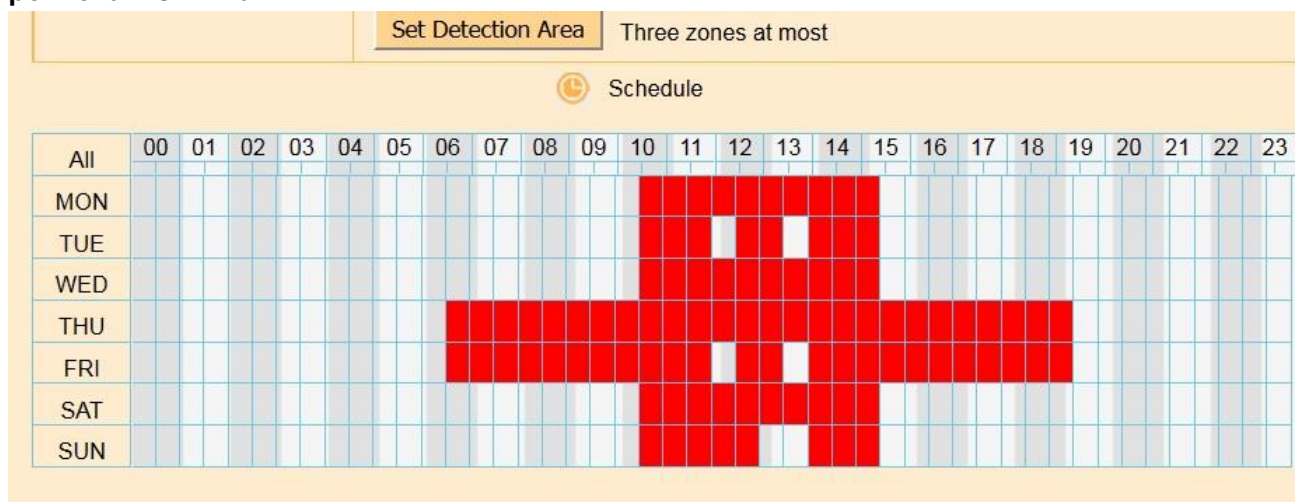 Set Detection Area Three zones at most
Schedule
All 00 01 02 03 04 05 06 07 08 09 10 11 12 13 14 15 16 17 18 19 20 21 22 23
MON
TUE
WED
THU
FRI
SAT
SUN